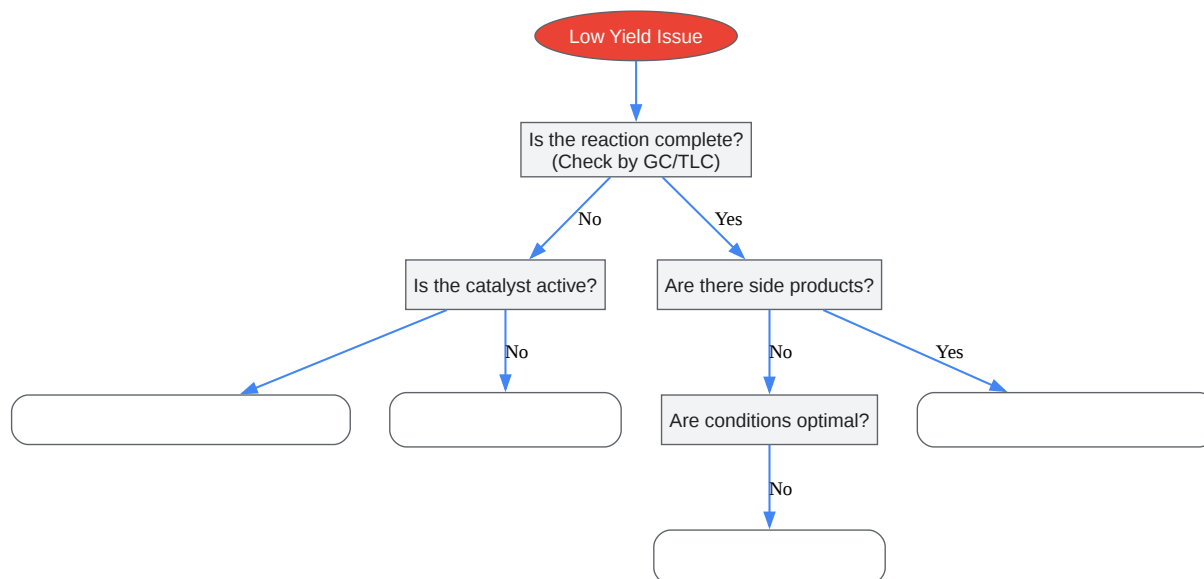 Low Yield Issue
Is the reaction complete?
(Check by GC/TLC)
No
Yes
Is the catalyst active?
Are there side products?
No
No
Yes
Are conditions optimal?
No